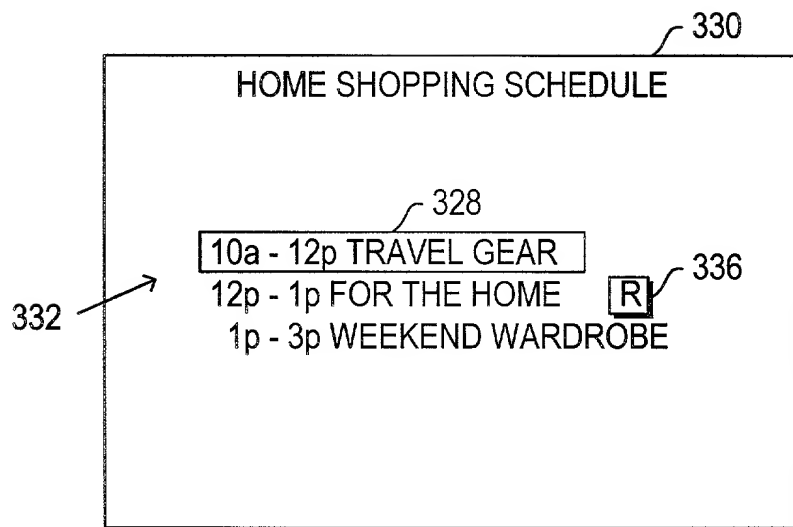 330
HOME SHOPPING SCHEDULE
328
10a - 12p TRAVEL GEAR
12p - 1p FOR THE HOME R 336
332
1p - 3p WEEKEND WARDROBE